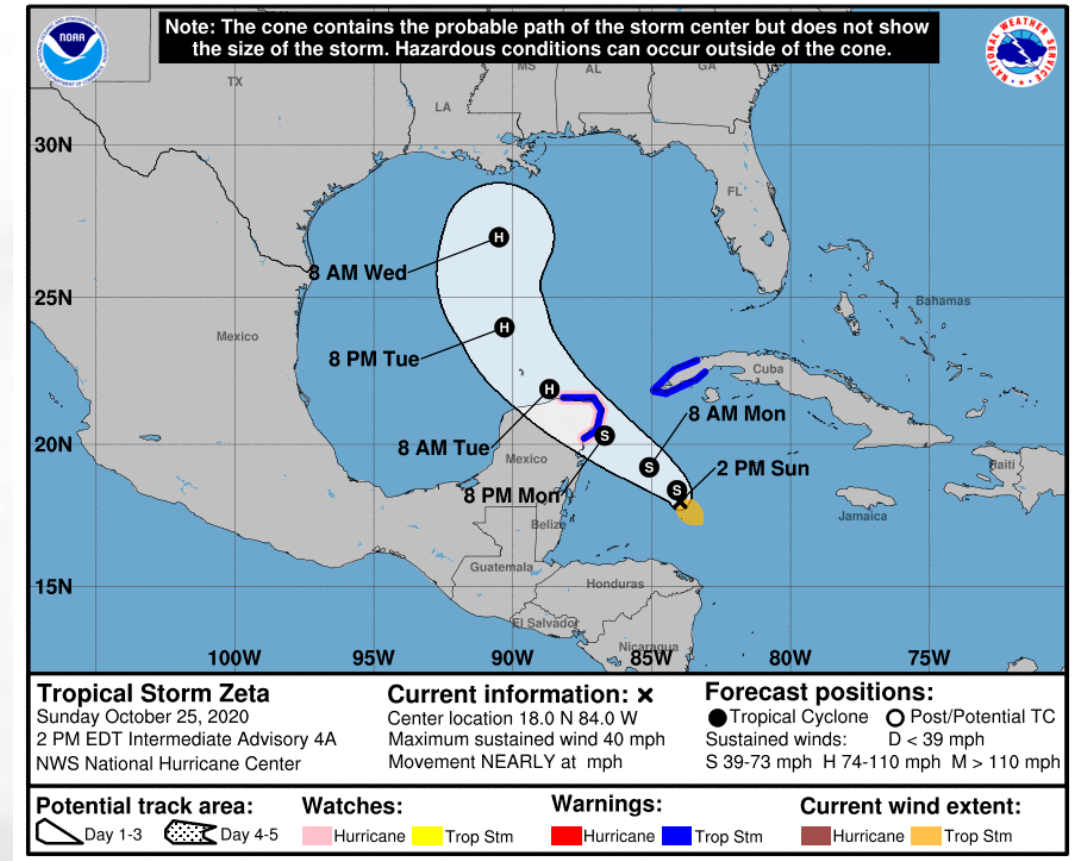 Note: The cone contains the probable path of the storm center but does not show
the size of the storm. Hazardous conditions can occur outside of the cone.
NOAA
NATIONAL WEATHER SERVICE
TX
MS
AL
GA
LA
30N
FL
8 AM Wed
25N
Bahamas
Mexico
8 PM Tue
Cuba
8 AM Mon
20N
8 AM Tue
Mexico
2 PM Sun
Haiti
8 PM Mon
Jamaica
Belize
Guatemala
15N
Honduras
El Salvador
Nicaragua
100W 95W 90W 85W 80W 75W
H
H
H
S
S
S
Tropical Storm Zeta
Sunday October 25, 2020
2 PM EDT Intermediate Advisory 4A
NWS National Hurricane Center
Current information: ×
Center location 18.0 N 84.0 W
Maximum sustained wind 40 mph
Movement NEARLY at mph
Forecast positions:
Tropical Cyclone Post/Potential TC
Sustained winds: D < 39 mph
S 39-73 mph H 74-110 mph M > 110 mph
Potential track area:
Day 1-3 Day 4-5
Watches:
Hurricane Trop Stm
Warnings:
Hurricane Trop Stm
Current wind extent:
Hurricane Trop Stm